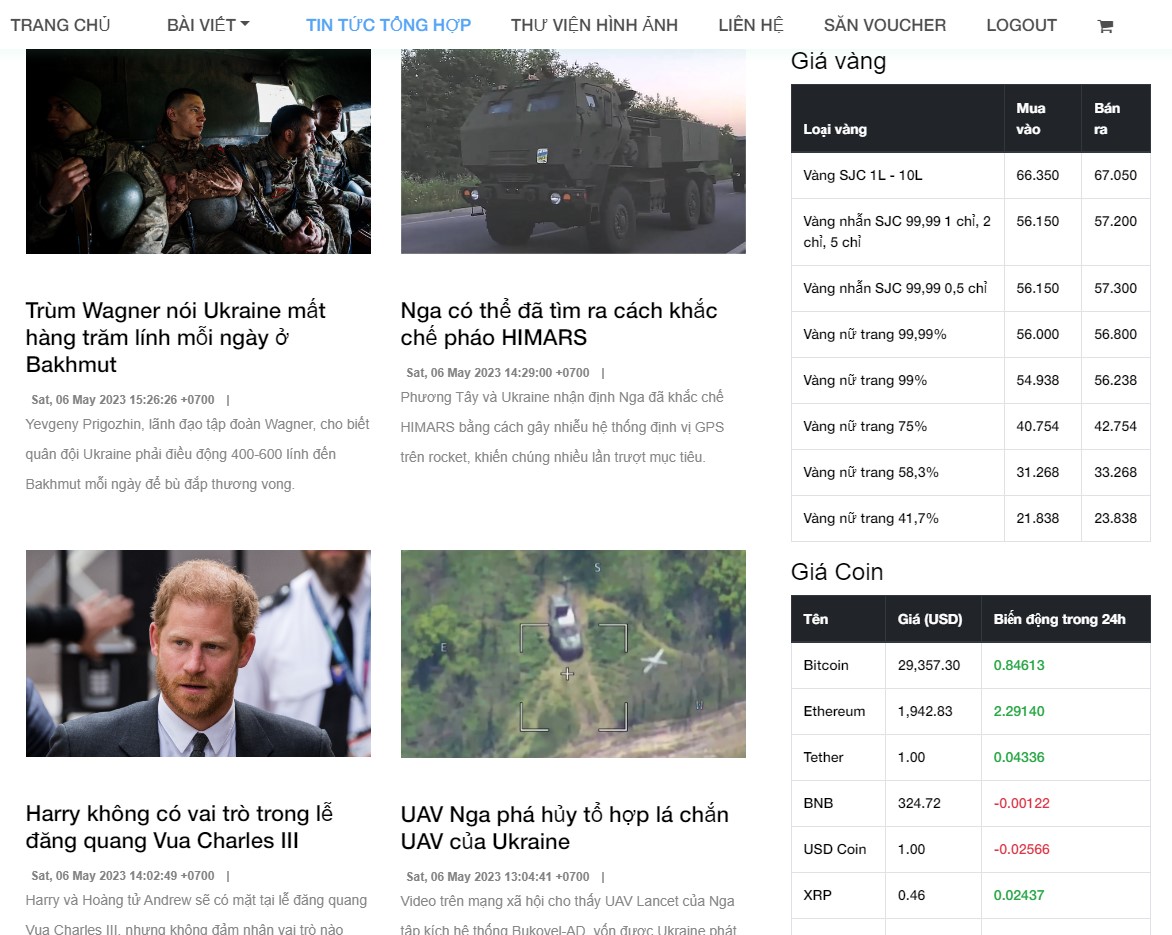 TRANG CHỦ BÀI VIẾT TIN TỨC TỔNG HỢP THƯ VIỆN HÌNH ẢNH LIÊN HỆ SĂN VOUCHER LOGOUT
Trùm Wagner nói Ukraine mất
hàng trăm lính mỗi ngày ở
Bakhmut
Sat, 06 May 2023 15:26:26 +0700 |
Yevgeny Prigozhin, lãnh đạo tập đoàn Wagner, cho biết
quân đội Ukraine phải điều động 400-600 lính đến
Bakhmut mỗi ngày để bù đắp thương vong.
Nga có thể đã tìm ra cách khắc
chế pháo HIMARS
Sat, 06 May 2023 14:29:00 +0700 |
Phương Tây và Ukraine nhận định Nga đã khắc chế
HIMARS bằng cách gây nhiễu hệ thống định vị GPS
trên rocket, khiến chúng nhiều lần trượt mục tiêu.
S
E
W
Harry không có vai trò trong lễ
đăng quang Vua Charles III
Sat, 06 May 2023 14:02:49 +0700 |
Harry và Hoàng tử Andrew sẽ có mặt tại lễ đăng quang
Vua Charles III, nhưng không đảm nhận vai trò nào
UAV Nga phá hủy tổ hợp lá chắn
UAV của Ukraine
Sat, 06 May 2023 13:04:41 +0700 |
Video trên mạng xã hội cho thấy UAV Lancet của Nga
tập kích hệ thống Bukovel-AD, vốn được Ukraine phát
Giá vàng
Loại vàng Mua vào Bán ra
Vàng SJC 1L - 10L 66.350 67.050
Vàng nhẫn SJC 99,99 1 chỉ, 2 56.150 57.200
chỉ, 5 chỉ
Vàng nhẫn SJC 99,99 0,5 chỉ 56.150 57.300
Vàng nữ trang 99,99% 56.000 56.800
Vàng nữ trang 99% 54.938 56.238
Vàng nữ trang 75% 40.754 42.754
Vàng nữ trang 58,3% 31.268 33.268
Vàng nữ trang 41,7% 21.838 23.838
Giá Coin
Tên Giá (USD) Biến động trong 24h
Bitcoin 29,357.30 0.84613
Ethereum 1,942.83 2.29140
Tether 1.00 0.04336
BNB 324.72 -0.00122
USD Coin 1.00 -0.02566
XRP 0.46 0.02437